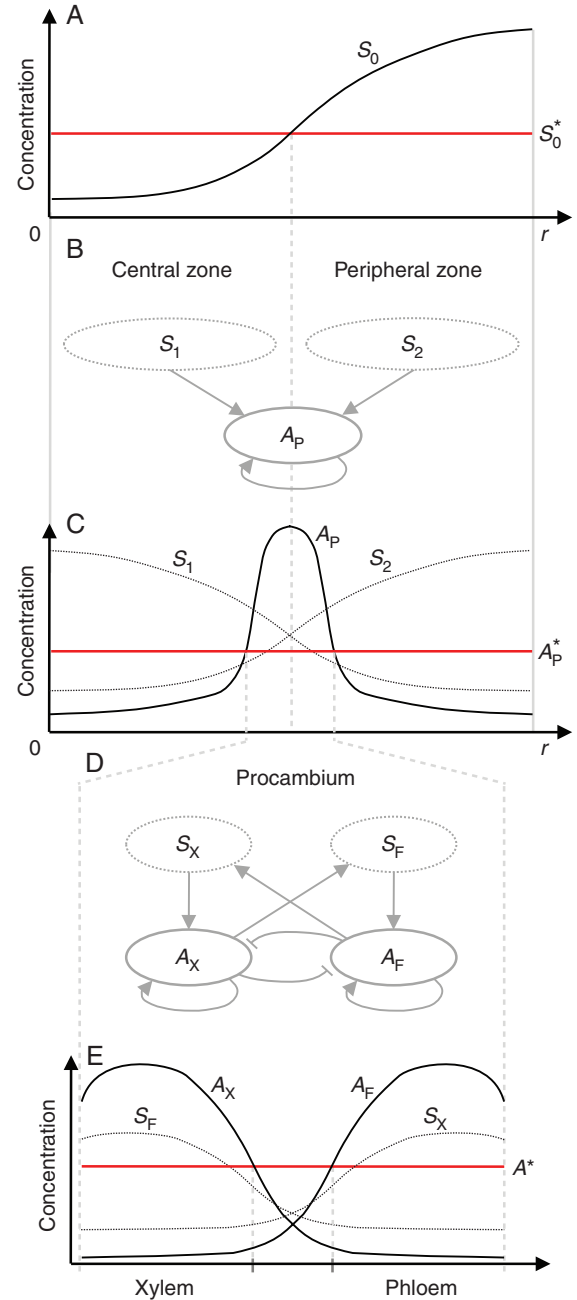 A
Concentration
S0
S0*
0
r
B
Central zone
Peripheral zone
S1
S2
AP
C
Concentration
AP
S1
S2
AP*
0
r
D
Procambium
SX
SF
AX
AF
E
Concentration
AX
AF
SF
SX
A*
Xylem
Phloem